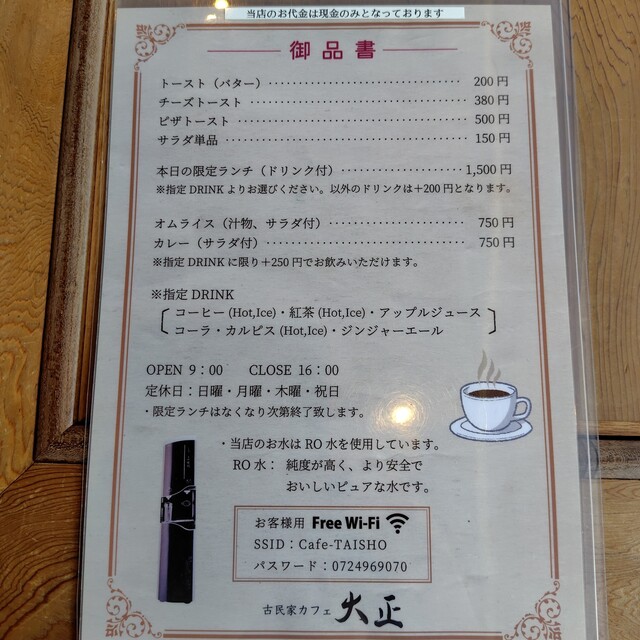 当店のお代金は現金のみとなっております
御品書
トースト（バター）‥‥‥‥‥‥‥‥‥‥‥‥ 200円
チーズトースト‥‥‥‥‥‥‥‥‥‥‥‥ 380円
ピザトースト‥‥‥‥‥‥‥‥‥‥‥‥ 500円
サラダ単品‥‥‥‥‥‥‥‥‥‥‥‥ 150円
本日の限定ランチ（ドリンク付）‥‥‥‥‥‥‥‥ 1,500円
※指定DRINKよりお選びください。以外のドリンクは＋200円となります。
オムライス（汁物、サラダ付）‥‥‥‥‥‥‥‥ 750円
カレー（サラダ付）‥‥‥‥‥‥‥‥‥‥‥‥ 750円
※指定DRINKに限り＋250円でお飲みいただけます。
※指定DRINK
コーヒー(Hot,Ice)・紅茶(Hot,Ice)・アップルジュース
コーラ・カルピス(Hot,Ice)・ジンジャーエール
OPEN 9：00 CLOSE 16：00
定休日：日曜・月曜・木曜・祝日
・限定ランチはなくなり次第終了致します。
・当店のお水はRO水を使用しています。
RO水： 純度が高く、より安全で
おいしいピュアな水です。
お客様用 Free Wi-Fi
SSID：Cafe-TAISHO
パスワード：0724969070
古民家カフェ 大正